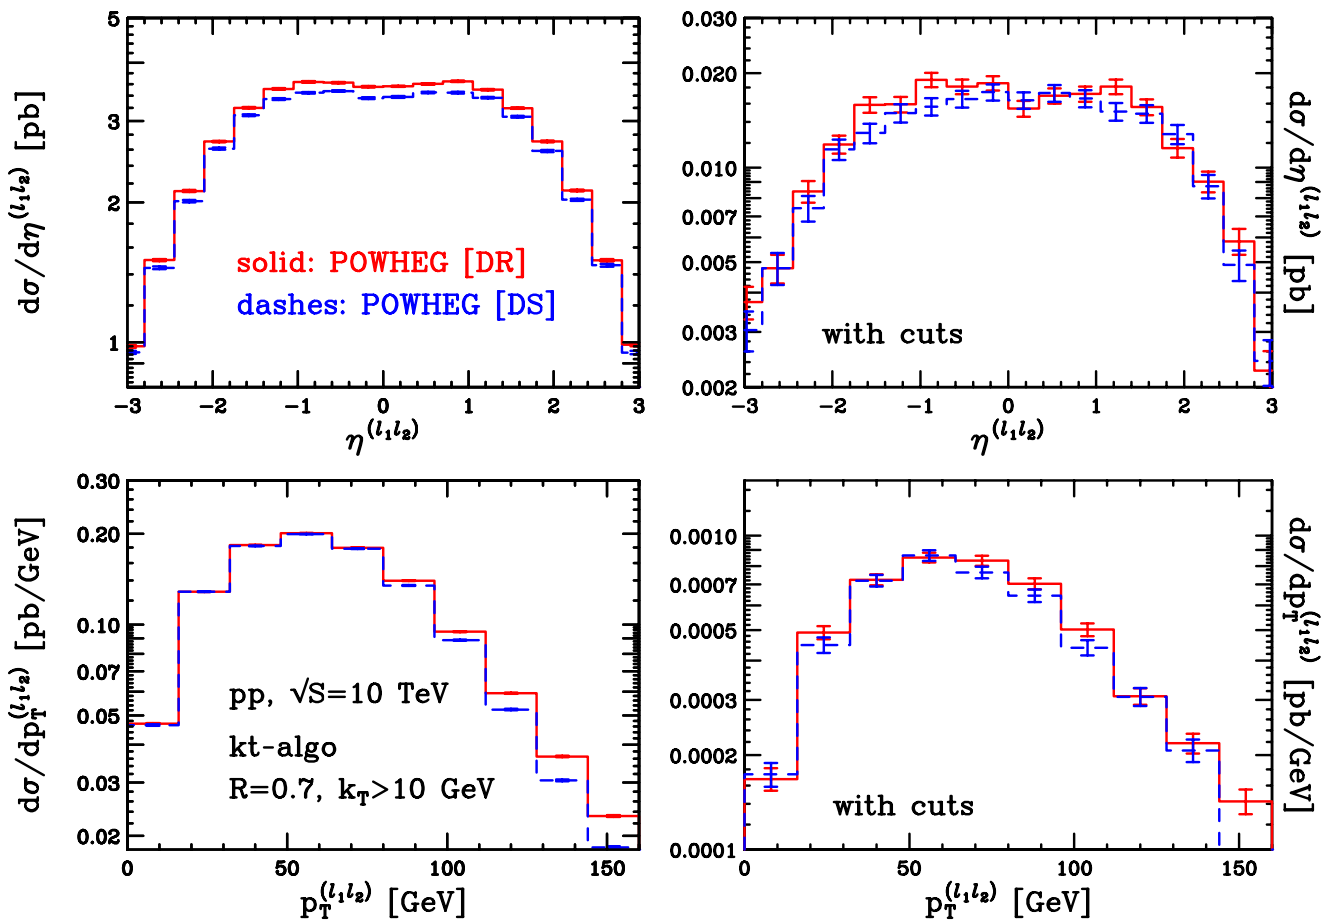 5
3
2
1
dσ/dη(l1l2) [pb]
solid: POWHEG [DR]
dashes: POWHEG [DS]
−3 −2 −1 0 1 2 3
η(l1l2)
0.030
0.020
0.010
0.007
0.005
0.003
0.002
dσ/dη(l1l2) [pb]
with cuts
−3 −2 −1 0 1 2 3
η(l1l2)
0.30
0.20
0.10
0.07
0.05
0.03
0.02
dσ/dpT(l1l2) [pb/GeV]
pp, √S=10 TeV
kt-algo
R=0.7, kT>10 GeV
0 50 100 150
pT(l1l2) [GeV]
0.0010
0.0007
0.0005
0.0003
0.0002
0.0001
dσ/dpT(l1l2) [pb/GeV]
with cuts
0 50 100 150
pT(l1l2) [GeV]